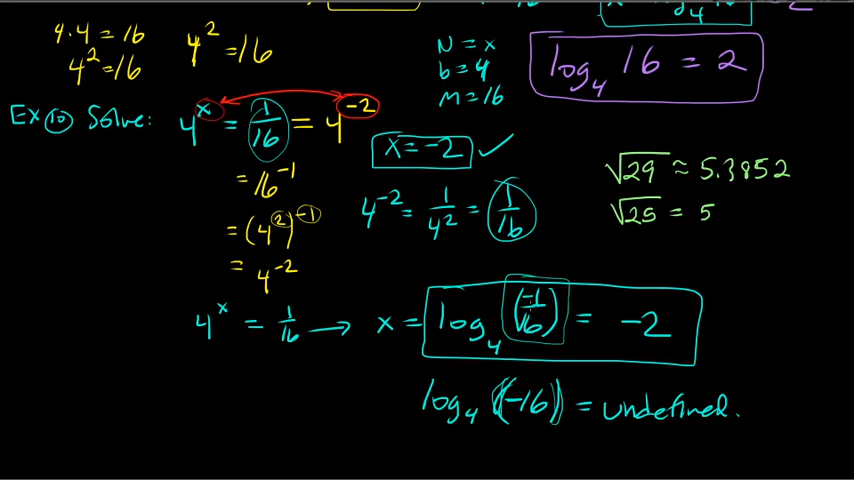 4·4=16
4²=16
4²=16
N=x
b=4
m=16
log₄ 16 = 2
Ex 10 Solve: 4ˣ = 1/16 = 4⁻²
= 16⁻¹
= (4²)⁻¹
= 4⁻²
x=-2 ✓
4⁻² = 1/4² = 1/16
√29 ≈ 5.3852
√25 = 5
4ˣ = 1/16 → x = log₄ (-1/16) = -2
log₄ ((-16)) = undefined.